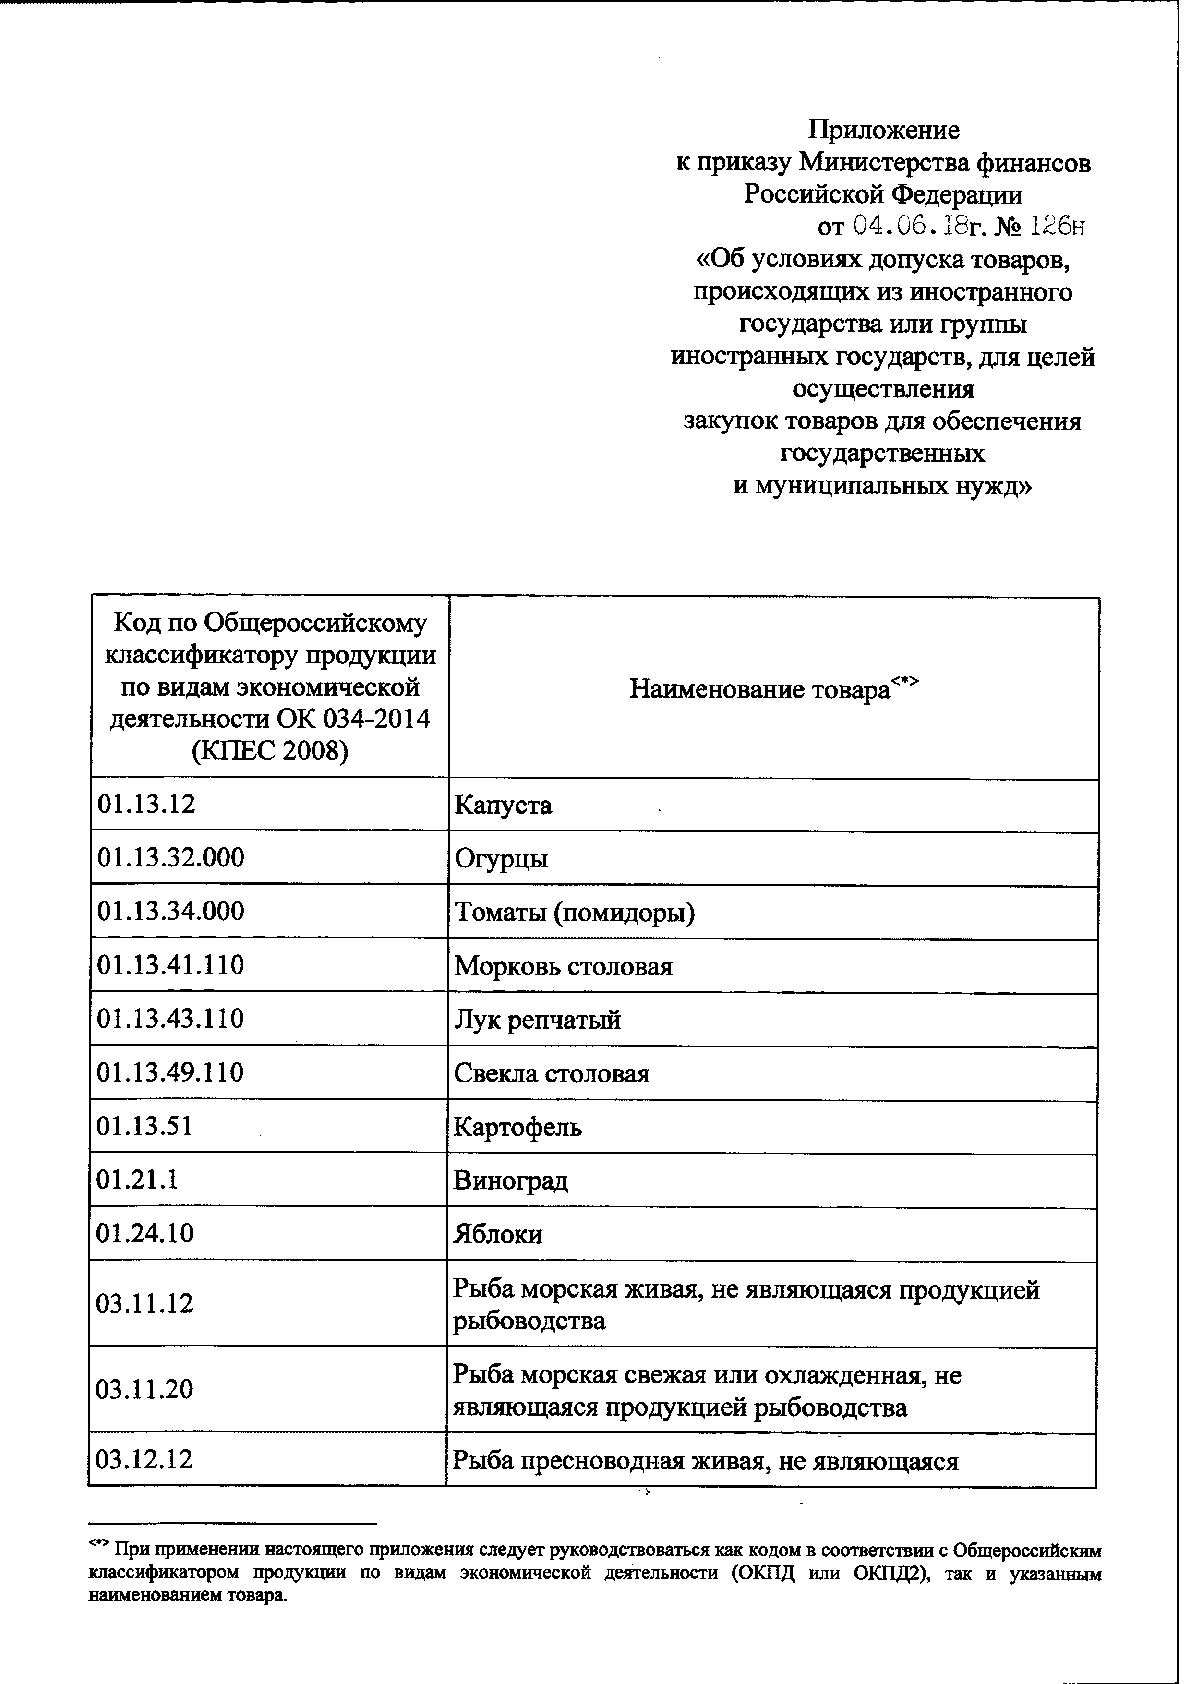 Приложение
к приказу Министерства финансов
Российской Федерации
от 04.06.18г. № 126н
«Об условиях допуска товаров,
происходящих из иностранного
государства или группы
иностранных государств, для целей
осуществления
закупок товаров для обеспечения
государственных
и муниципальных нужд»
Код по Общероссийскому
классификатору продукции
по видам экономической
деятельности ОК 034-2014
(КПЕС 2008)
Наименование товара<*>
01.13.12 Капуста
01.13.32.000 Огурцы
01.13.34.000 Томаты (помидоры)
01.13.41.110 Морковь столовая
01.13.43.110 Лук репчатый
01.13.49.110 Свекла столовая
01.13.51 Картофель
01.21.1 Виноград
01.24.10 Яблоки
03.11.12 Рыба морская живая, не являющаяся продукцией
рыбоводства
03.11.20 Рыба морская свежая или охлажденная, не
являющаяся продукцией рыбоводства
03.12.12 Рыба пресноводная живая, не являющаяся
<*> При применении настоящего приложения следует руководствоваться как кодом в соответствии с Общероссийским
классификатором продукции по видам экономической деятельности (ОКПД или ОКПД2), так и указанным
наименованием товара.